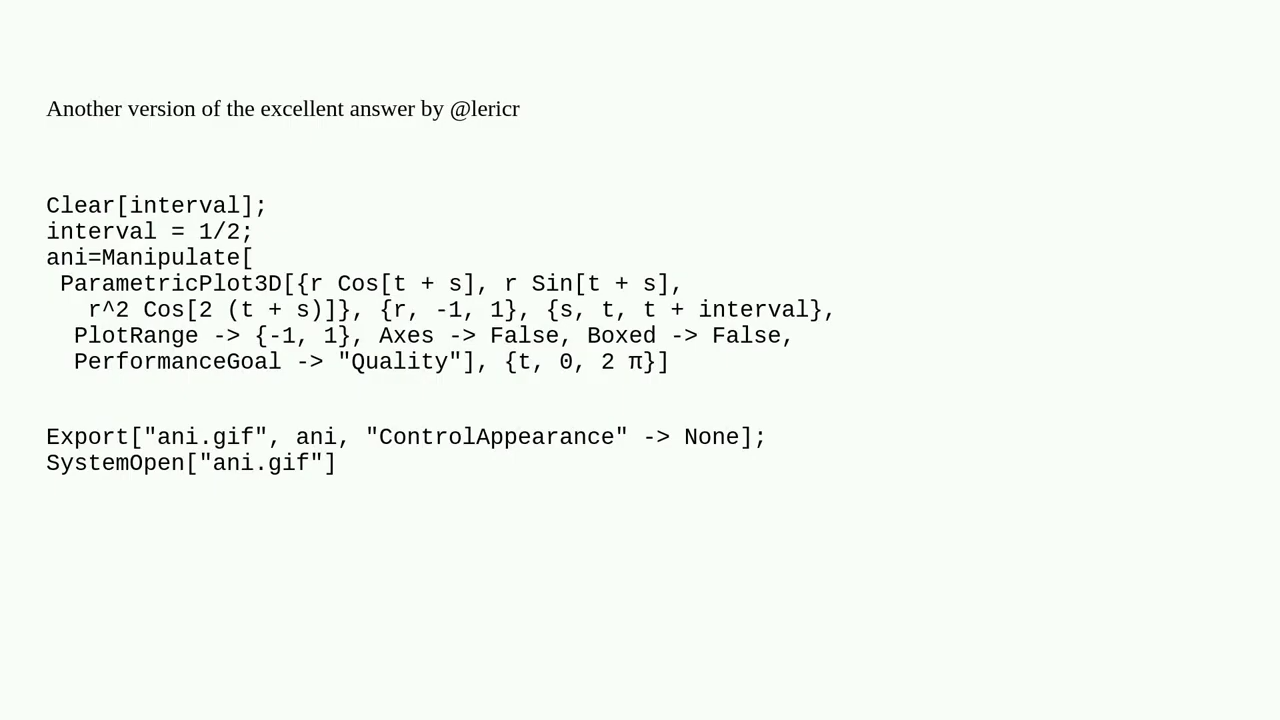 Another version of the excellent answer by @lericr
Clear[interval];
interval = 1/2;
ani=Manipulate[
 ParametricPlot3D[{r Cos[t + s], r Sin[t + s],
   r^2 Cos[2 (t + s)]}, {r, -1, 1}, {s, t, t + interval},
  PlotRange -> {-1, 1}, Axes -> False, Boxed -> False,
  PerformanceGoal -> "Quality"], {t, 0, 2 π}]
Export["ani.gif", ani, "ControlAppearance" -> None];
SystemOpen["ani.gif"]